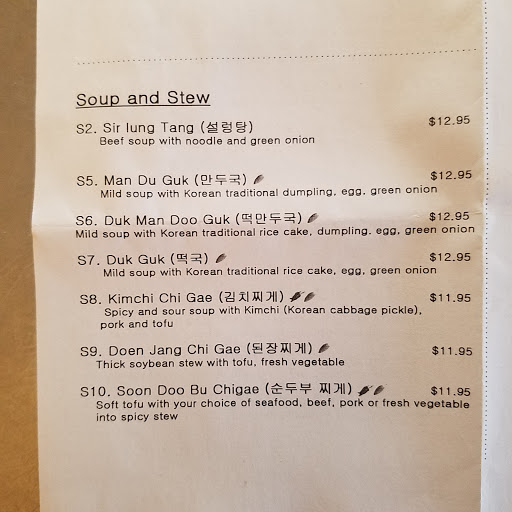 Soup and Stew
S2. Sir lung Tang (설렁탕) $12.95
Beef soup with noodle and green onion
S5. Man Du Guk (만두국) $12.95
Mild soup with Korean traditional dumpling, egg, green onion
S6. Duk Man Doo Guk (떡만두국) $12.95
Mild soup with Korean traditional rice cake, dumpling. egg, green onion
S7. Duk Guk (떡국) $12.95
Mild soup with Korean traditional rice cake, egg, green onion
S8. Kimchi Chi Gae (김치찌게) $11.95
Spicy and sour soup with Kimchi (Korean cabbage pickle),
pork and tofu
S9. Doen Jang Chi Gae (된장찌게) $11.95
Thick soybean stew with tofu, fresh vegetable
S10. Soon Doo Bu Chigae (순두부 찌게) $11.95
Soft tofu with your choice of seafood, beef, pork or fresh vegetable
into spicy stew